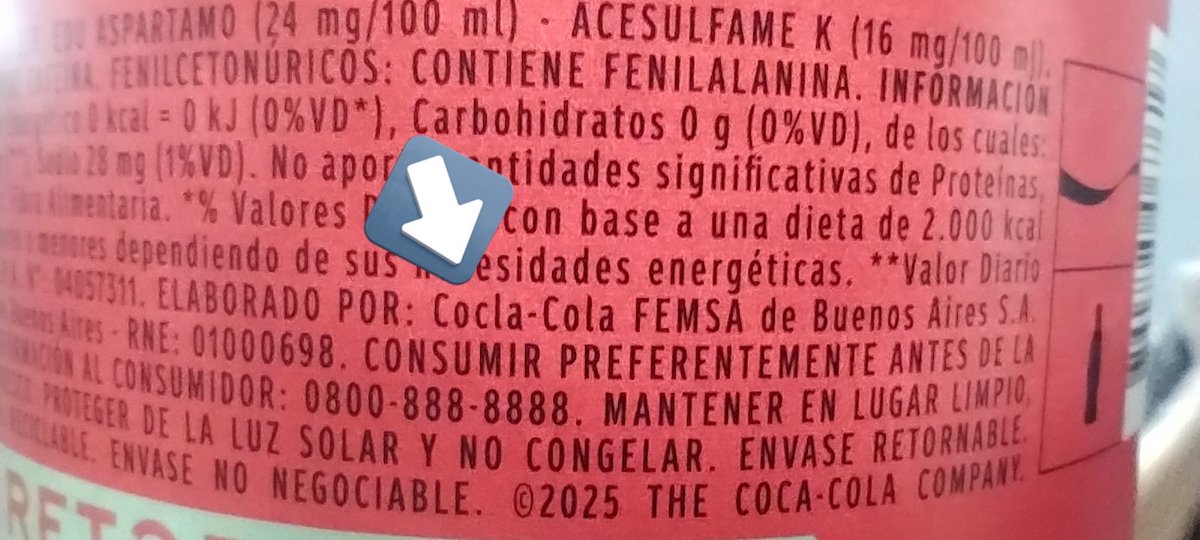 ASPARTAMO (24 mg/100 ml) · ACESULFAME K (16 mg/100 ml).
FENILCETONÚRICOS: CONTIENE FENILALANINA. INFORMACIÓN
0 kcal = 0 kJ (0%VD*), Carbohidratos 0 g (0%VD), de los cuales:
Sodio 28 mg (1%VD). No significativas de Proteínas,
Alimentaria. *% Valores con base a una dieta de 2.000 kcal
o menores dependiendo de sus energéticas. **Valor Diario
N°: 04057311. ELABORADO POR: Cocla-Cola FEMSA de Buenos Aires S.A.
Buenos Aires - RNE: 01000698. CONSUMIR PREFERENTEMENTE ANTES DE LA
AL CONSUMIDOR: 0800-888-8888. MANTENER EN LUGAR LIMPIO,
PROTEGER DE LA LUZ SOLAR Y NO CONGELAR. ENVASE RETORNABLE.
ENVASE NO NEGOCIABLE. ©2025 THE COCA-COLA COMPANY.